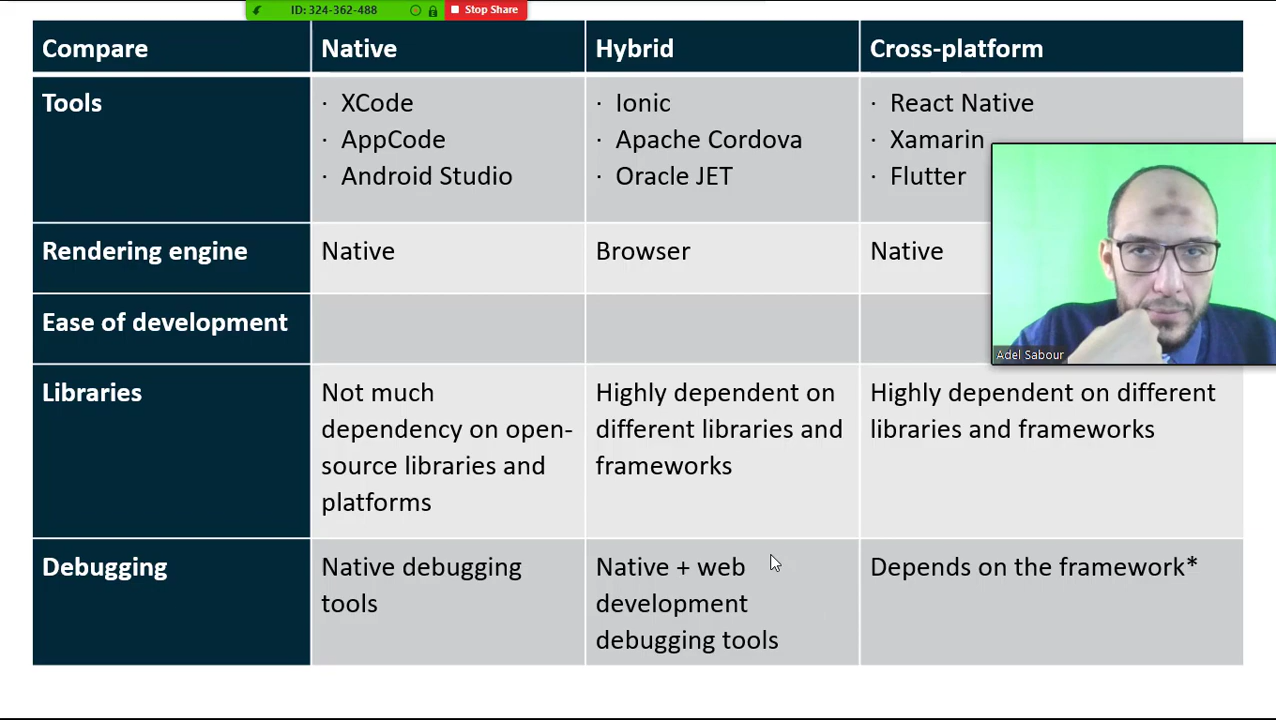 ID: 324-362-488 Stop Share
Compare Native Hybrid Cross-platform
Tools
· XCode
· AppCode
· Android Studio
· Ionic
· Apache Cordova
· Oracle JET
· React Native
· Xamarin
· Flutter
Rendering engine Native Browser Native
Ease of development
Libraries
Not much
dependency on open-
source libraries and
platforms
Highly dependent on
different libraries and
frameworks
Highly dependent on different
libraries and frameworks
Debugging
Native debugging
tools
Native + web
development
debugging tools
Depends on the framework*
Adel Sabour